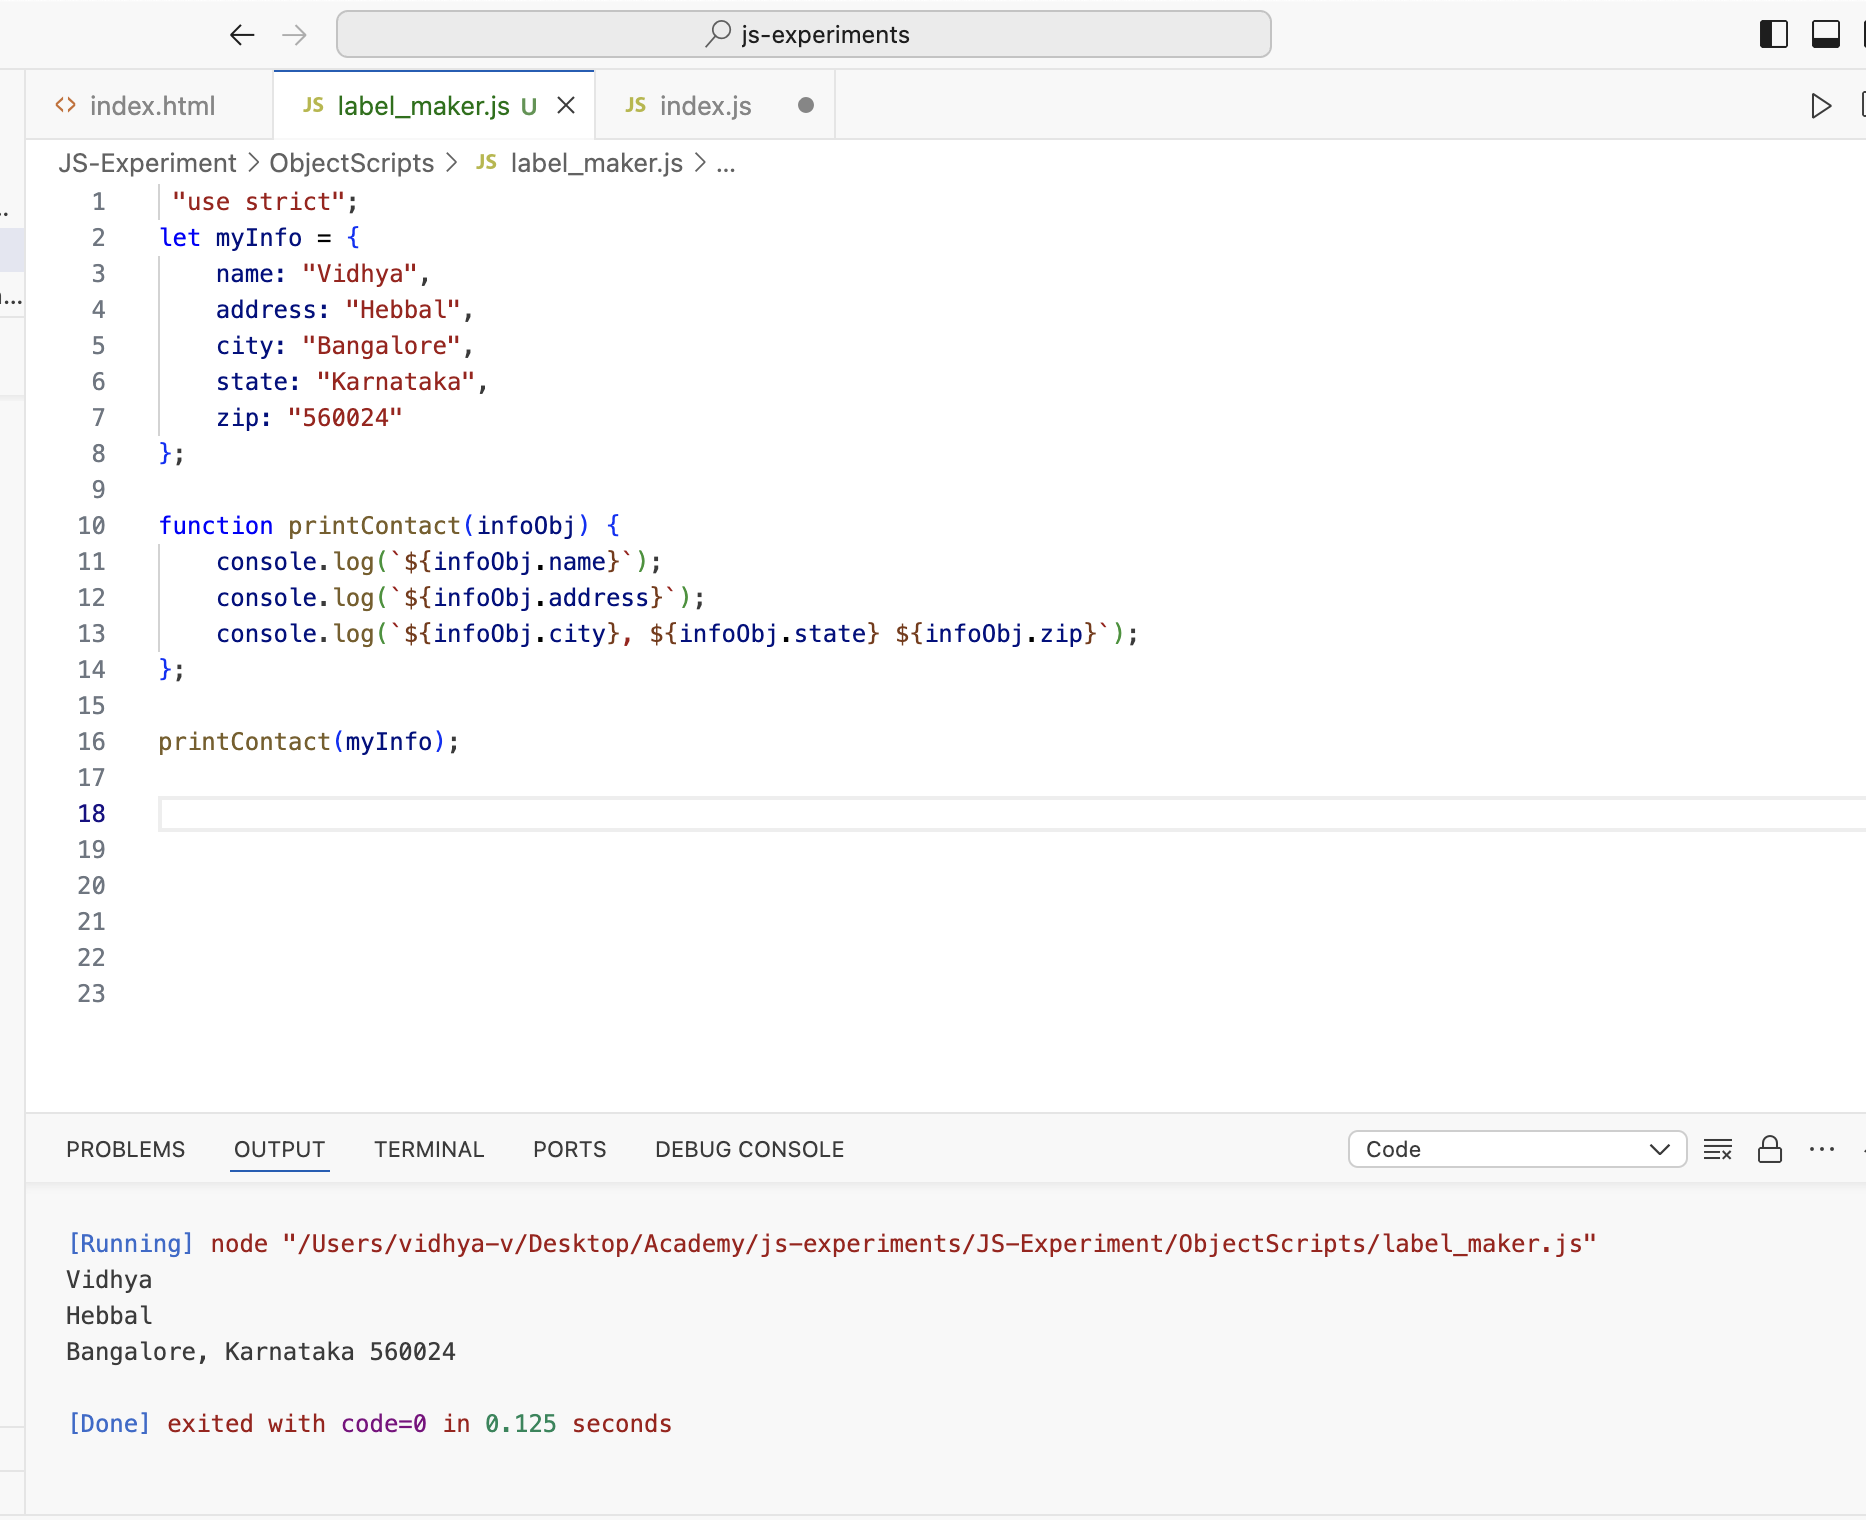 js-experiments
index.html
JS label_maker.js U
JS index.js
JS-Experiment > ObjectScripts > JS label_maker.js > ...
1 "use strict";
2 let myInfo = {
3 name: "Vidhya",
4 address: "Hebbal",
5 city: "Bangalore",
6 state: "Karnataka",
7 zip: "560024"
8 };
9
10 function printContact(infoObj) {
11 console.log(`${infoObj.name}`);
12 console.log(`${infoObj.address}`);
13 console.log(`${infoObj.city}, ${infoObj.state} ${infoObj.zip}`);
14 };
15
16 printContact(myInfo);
17
18
19
20
21
22
23
PROBLEMS OUTPUT TERMINAL PORTS DEBUG CONSOLE Code
[Running] node "/Users/vidhya-v/Desktop/Academy/js-experiments/JS-Experiment/ObjectScripts/label_maker.js"
Vidhya
Hebbal
Bangalore, Karnataka 560024
[Done] exited with code=0 in 0.125 seconds